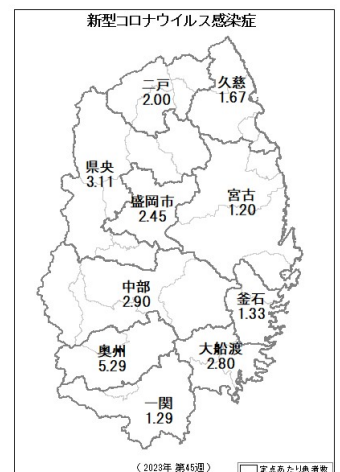 新型コロナウイルス感染症
二戸
2.00
久慈
1.67
県央
3.11
盛岡市
2.45
宮古
1.20
中部
2.90
釜石
1.33
奥州
5.29
大船渡
2.80
一関
1.29
（2023年 第45週）
定点あたり患者数